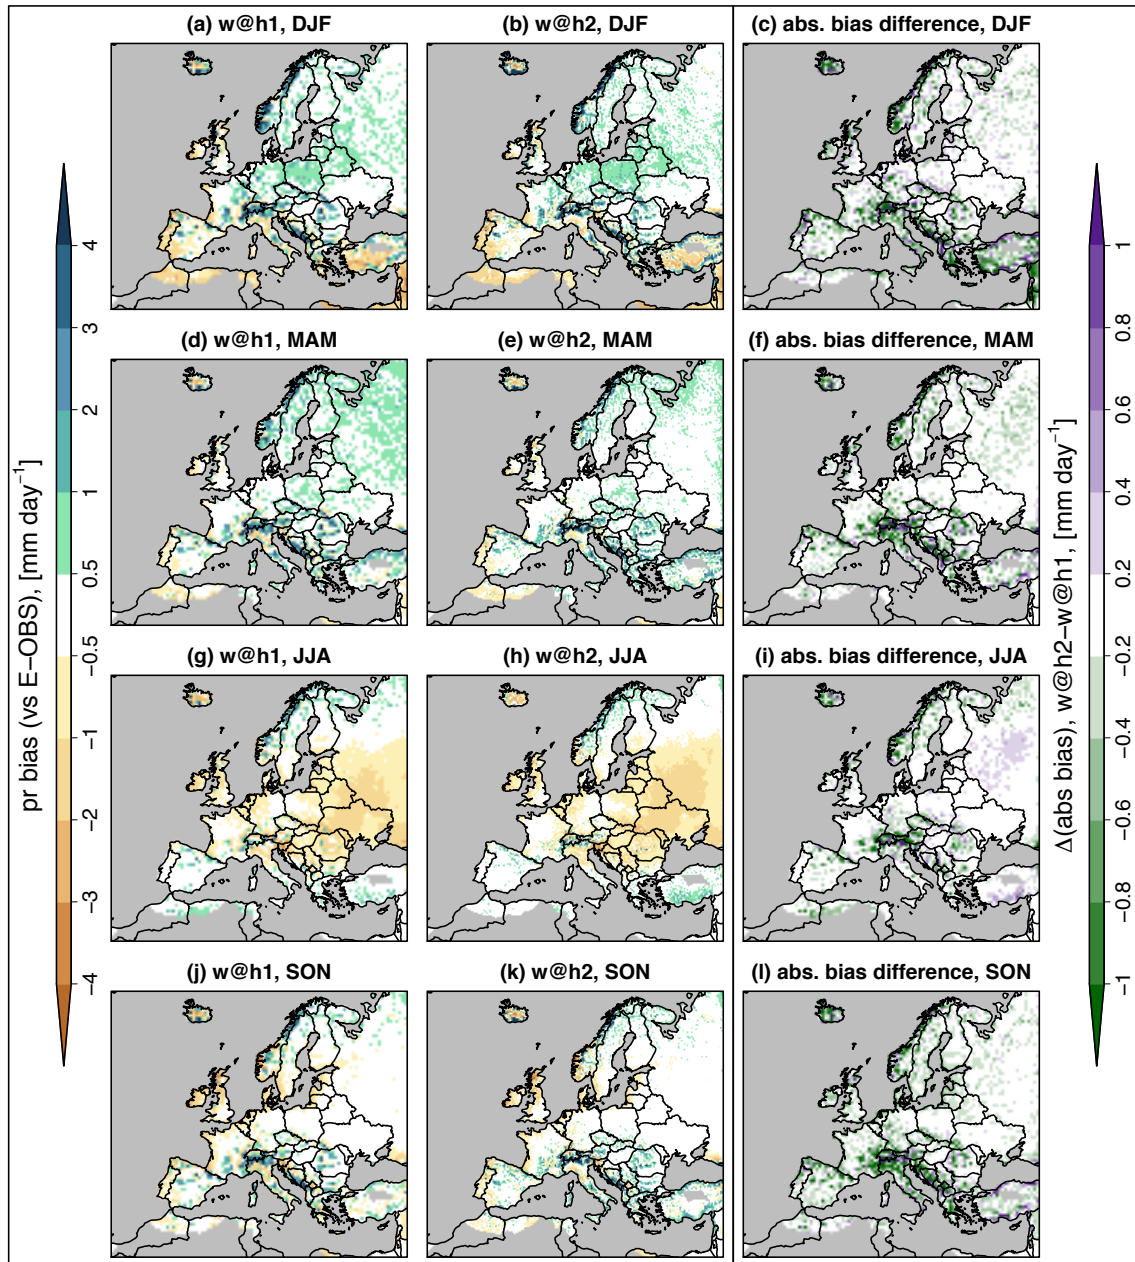 (a) w@h1, DJF
(b) w@h2, DJF
(c) abs. bias difference, DJF
(d) w@h1, MAM
(e) w@h2, MAM
(f) abs. bias difference, MAM
(g) w@h1, JJA
(h) w@h2, JJA
(i) abs. bias difference, JJA
(j) w@h1, SON
(k) w@h2, SON
(l) abs. bias difference, SON
pr bias (vs E−OBS), [mm day−1]
4
3
2
1
0.5
−0.5
−1
−2
−3
−4
Δ(abs bias), w@h2−w@h1, [mm day−1]
1
0.8
0.6
0.4
0.2
−0.2
−0.4
−0.6
−0.8
−1